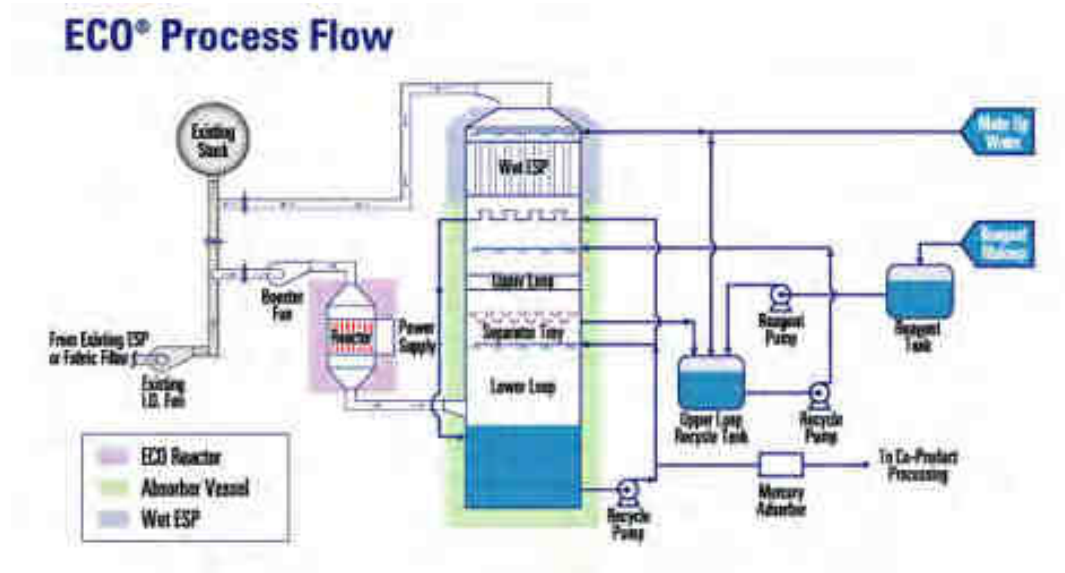 ECO® Process Flow
Existing
Stack
Wet ESP
Make Up
Water
Reagent
Booster
Fan
Upper Loop
Reactor
Power
Supply
Separator Tray
Reagent
Pump
Reagent
Tank
From Existing ESP
or Fabric Filter
Existing
I.D. Fan
Lower Loop
Upper Loop
Recycle Tank
Recycle
Pump
ECO Reactor
Absorber Vessel
Wet ESP
Recycle
Pump
Mercury
Adsorber
To Co-Product
Processing